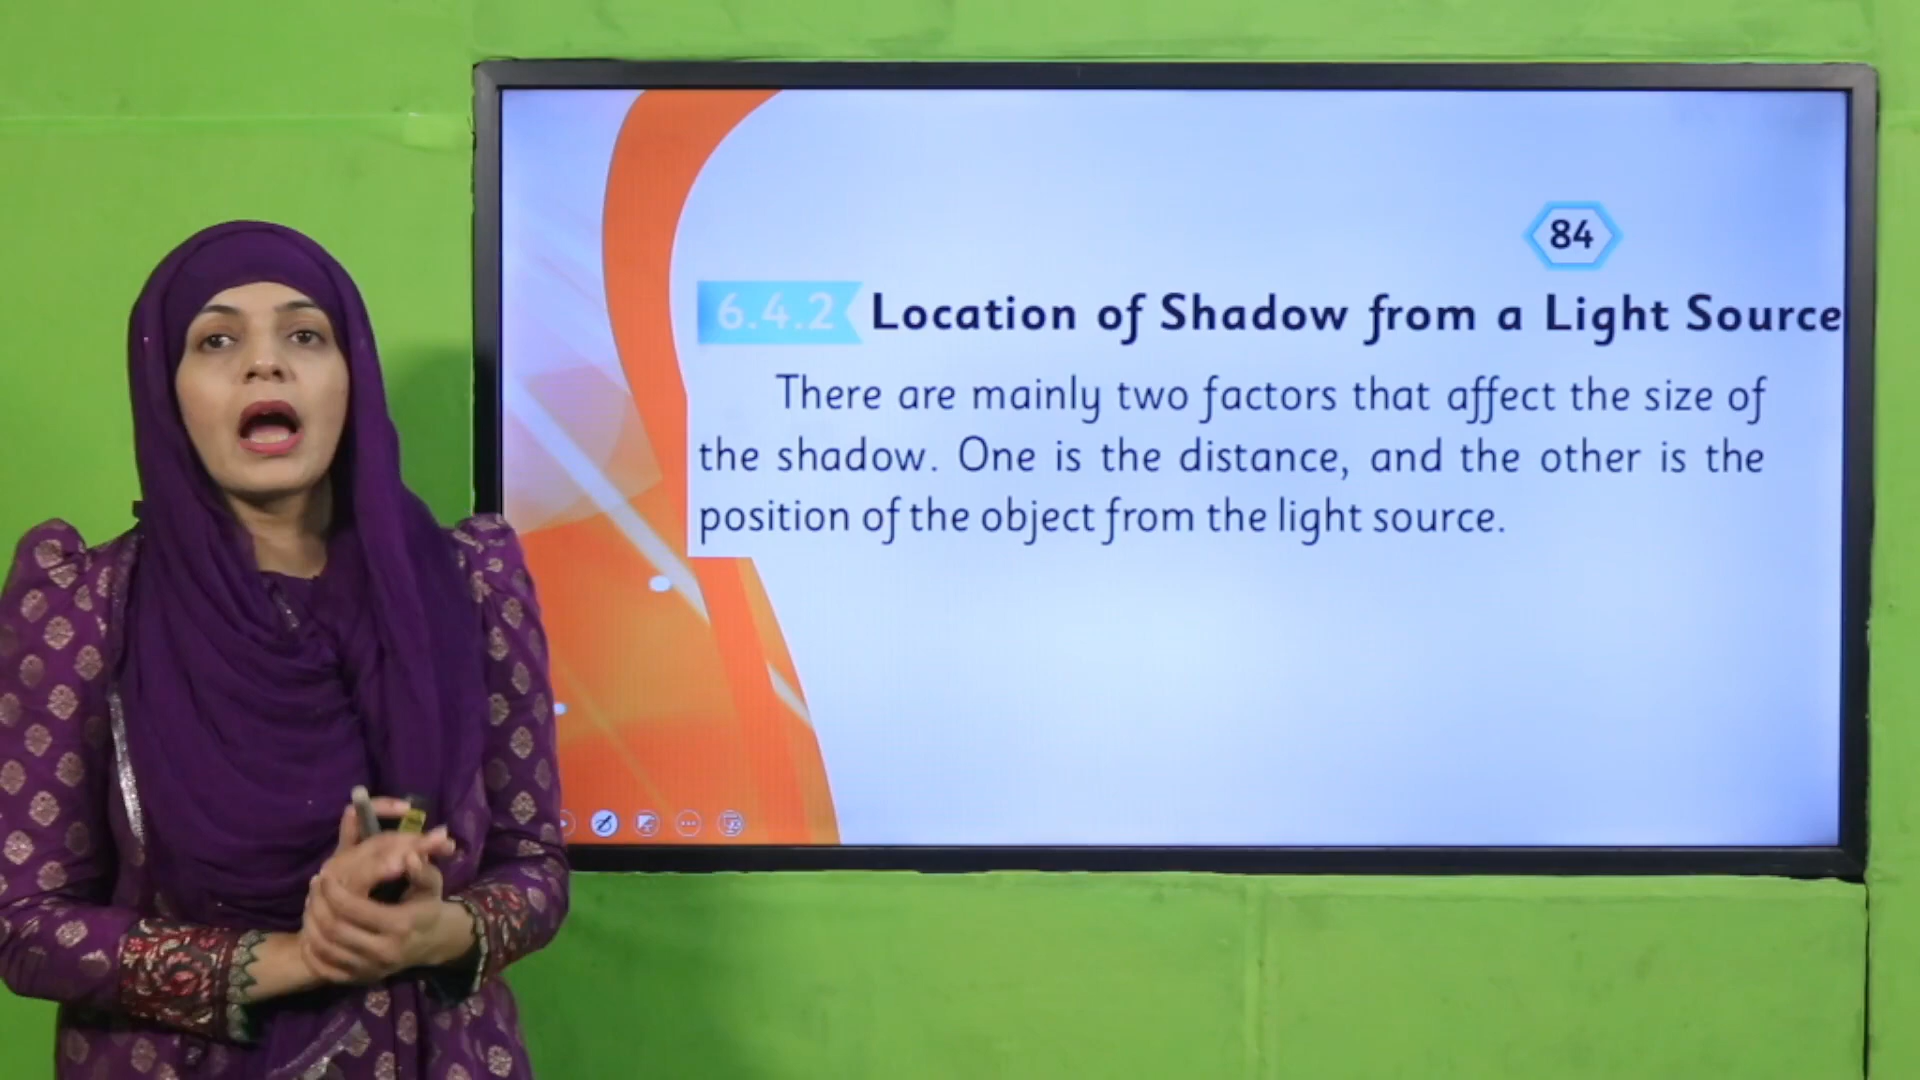 84
6.4.2 Location of Shadow from a Light Source
There are mainly two factors that affect the size of
the shadow. One is the distance, and the other is the
position of the object from the light source.